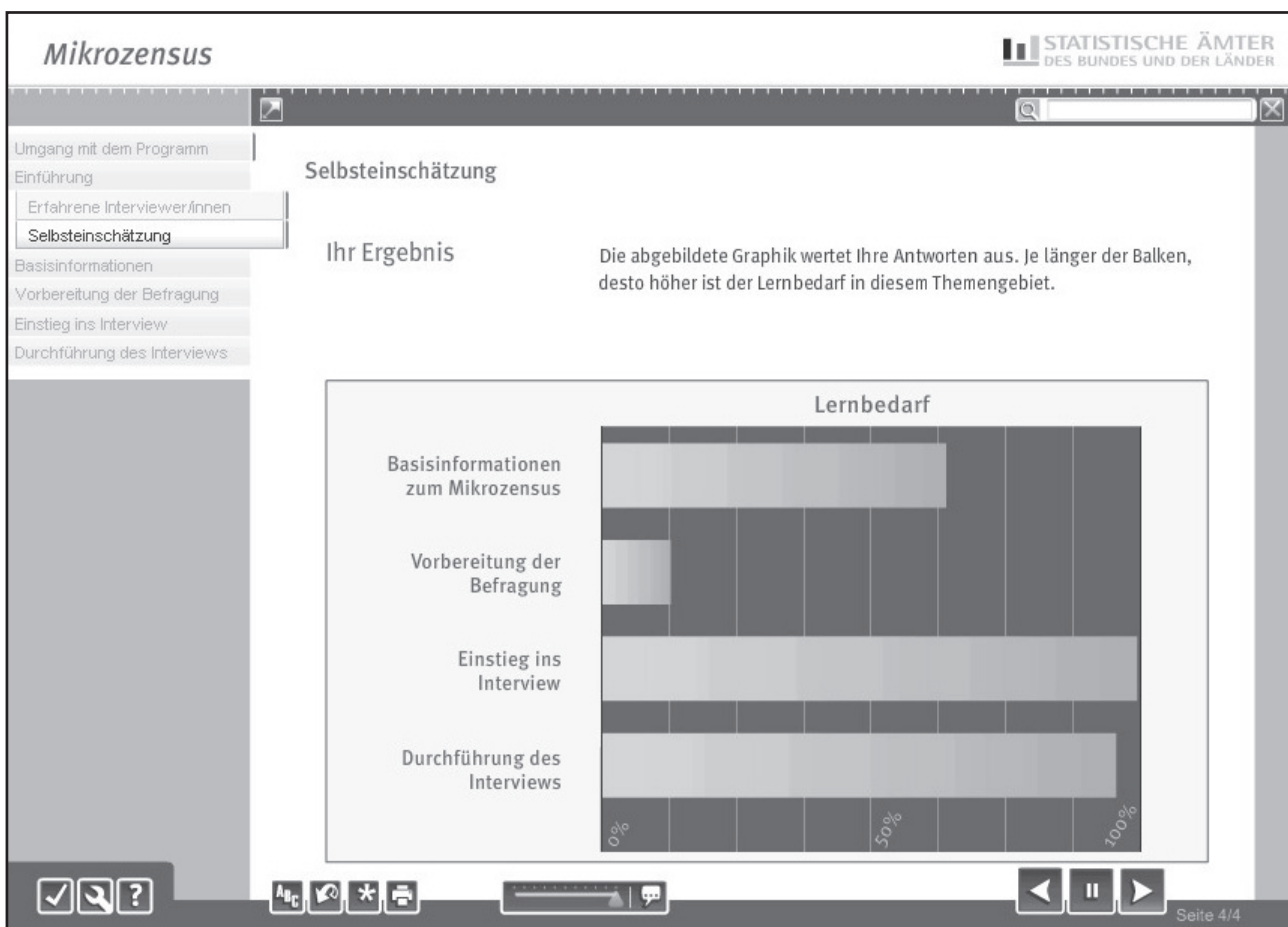 Mikrozensus
STATISTISCHE ÄMTER
DES BUNDES UND DER LÄNDER
Umgang mit dem Programm
Einführung
Erfahrene Interviewer/innen
Selbsteinschätzung
Basisinformationen
Vorbereitung der Befragung
Einstieg ins Interview
Durchführung des Interviews
Selbsteinschätzung
Ihr Ergebnis
Die abgebildete Graphik wertet Ihre Antworten aus. Je länger der Balken,
desto höher ist der Lernbedarf in diesem Themengebiet.
Lernbedarf
Basisinformationen
zum Mikrozensus
Vorbereitung der
Befragung
Einstieg ins
Interview
Durchführung des
Interviews
0%
50%
100%
?
ABC
Seite 4/4